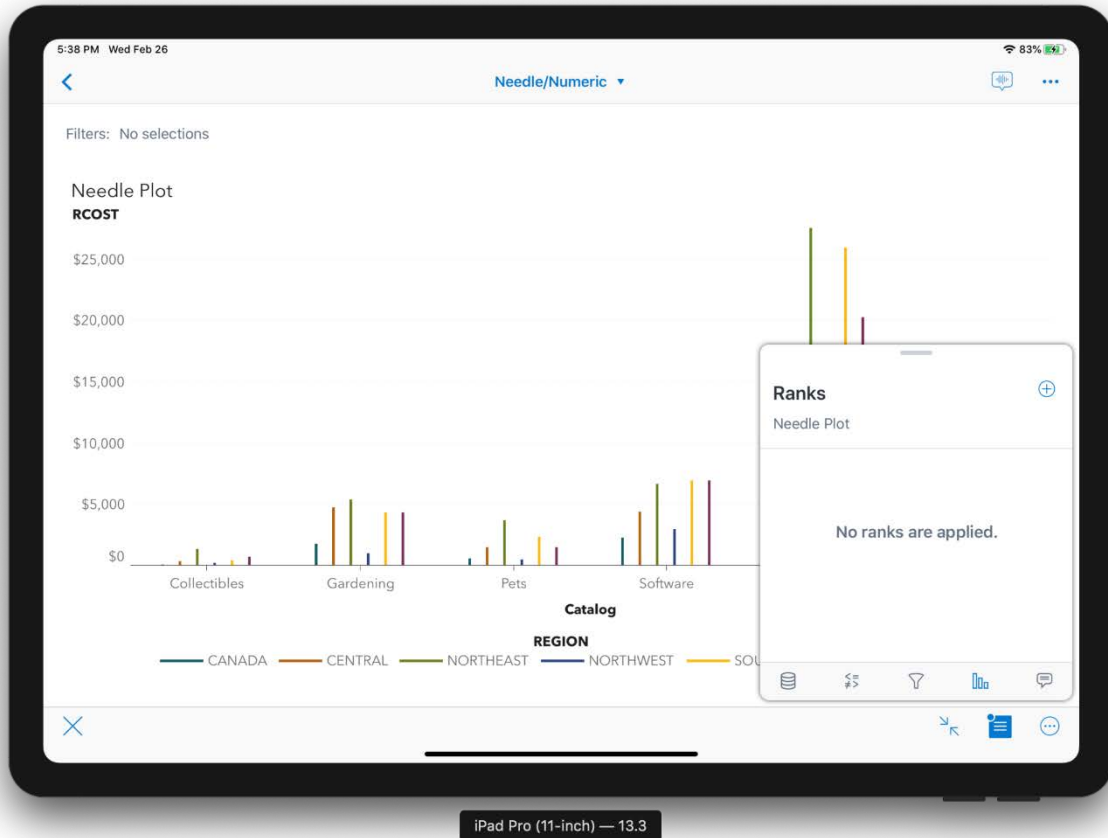 5:38 PM Wed Feb 26
83%
Needle/Numeric
Filters: No selections
Needle Plot
RCOST
$25,000
$20,000
$15,000
$10,000
$5,000
$0
Collectibles
Gardening
Pets
Software
Catalog
REGION
CANADA
CENTRAL
NORTHEAST
NORTHWEST
Ranks
Needle Plot
No ranks are applied.
iPad Pro (11-inch) — 13.3